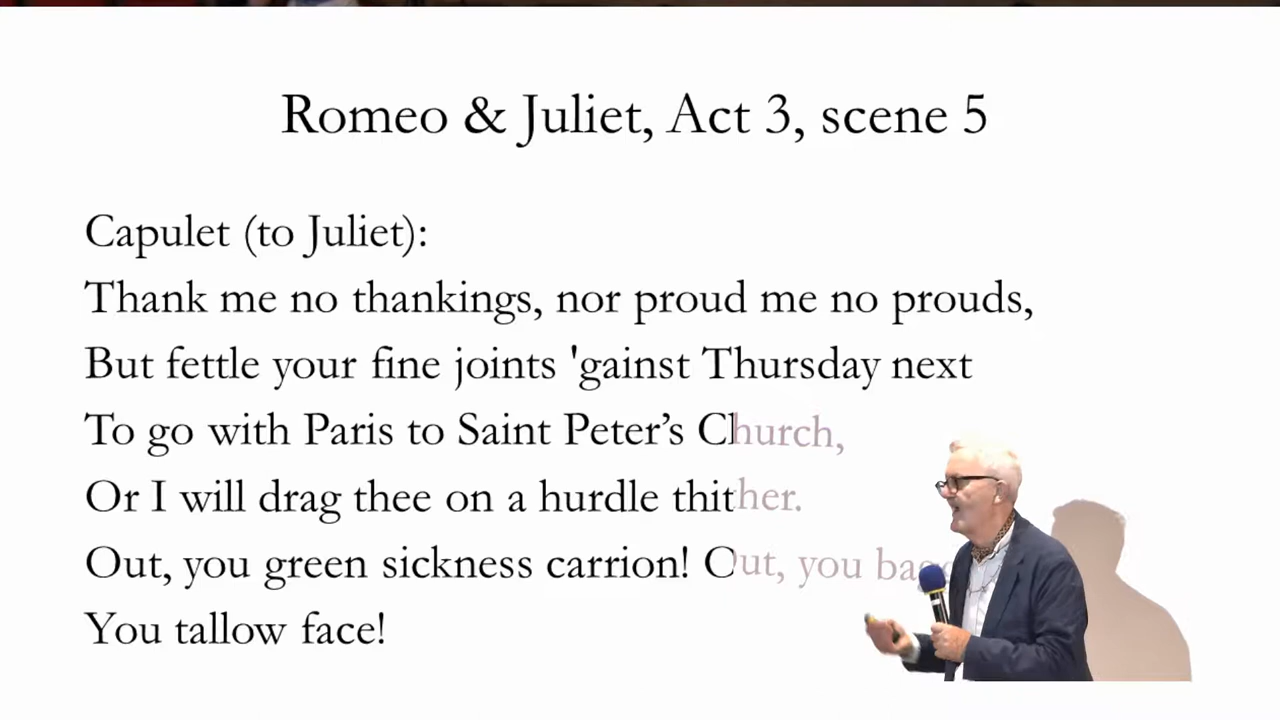 Romeo & Juliet, Act 3, scene 5
Capulet (to Juliet):
Thank me no thankings, nor proud me no prouds,
But fettle your fine joints 'gainst Thursday next
To go with Paris to Saint Peter’s Church,
Or I will drag thee on a hurdle thither.
Out, you green sickness carrion! Out, you
You tallow face!